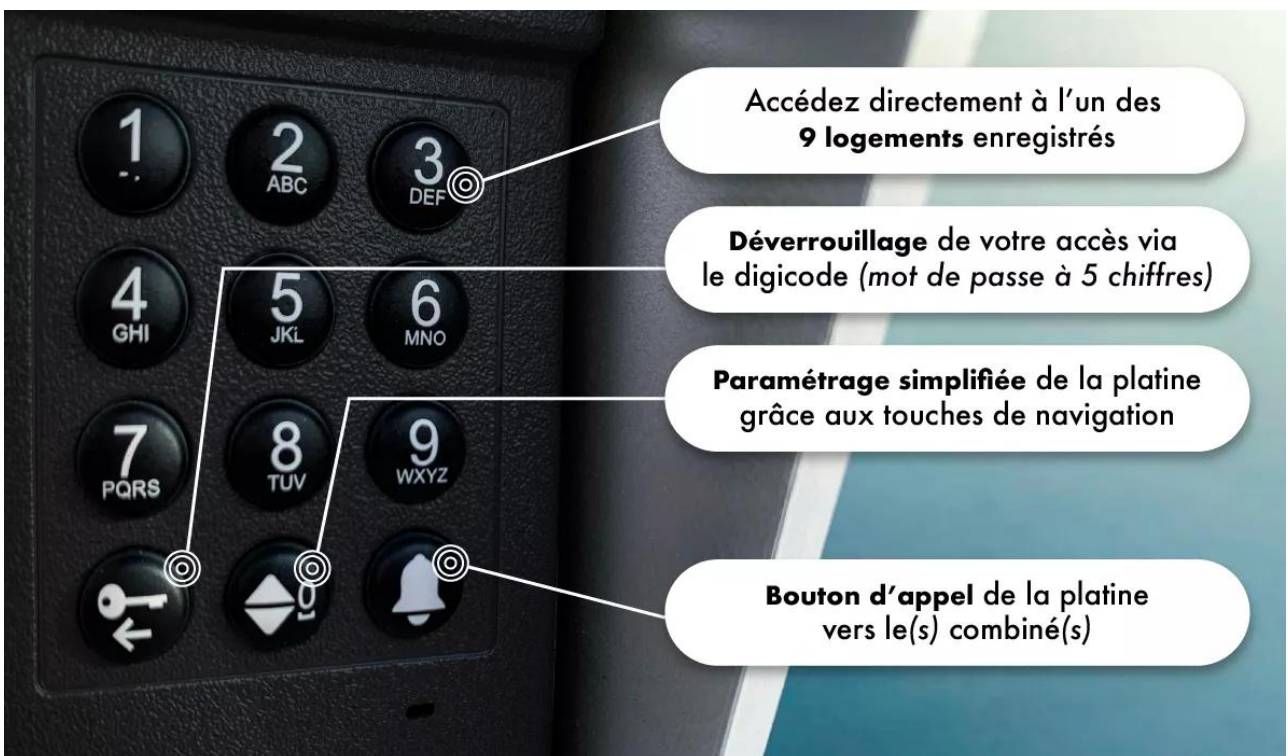 1
-.
2
ABC
3
DEF
4
GHI
5
JKL
6
MNO
7
PQRS
8
TUV
9
WXYZ
0
Accédez directement à l’un des
9 logements enregistrés
Déverrouillage de votre accès via
le digicode (mot de passe à 5 chiffres)
Paramétrage simplifiée de la platine
grâce aux touches de navigation
Bouton d’appel de la platine
vers le(s) combiné(s)